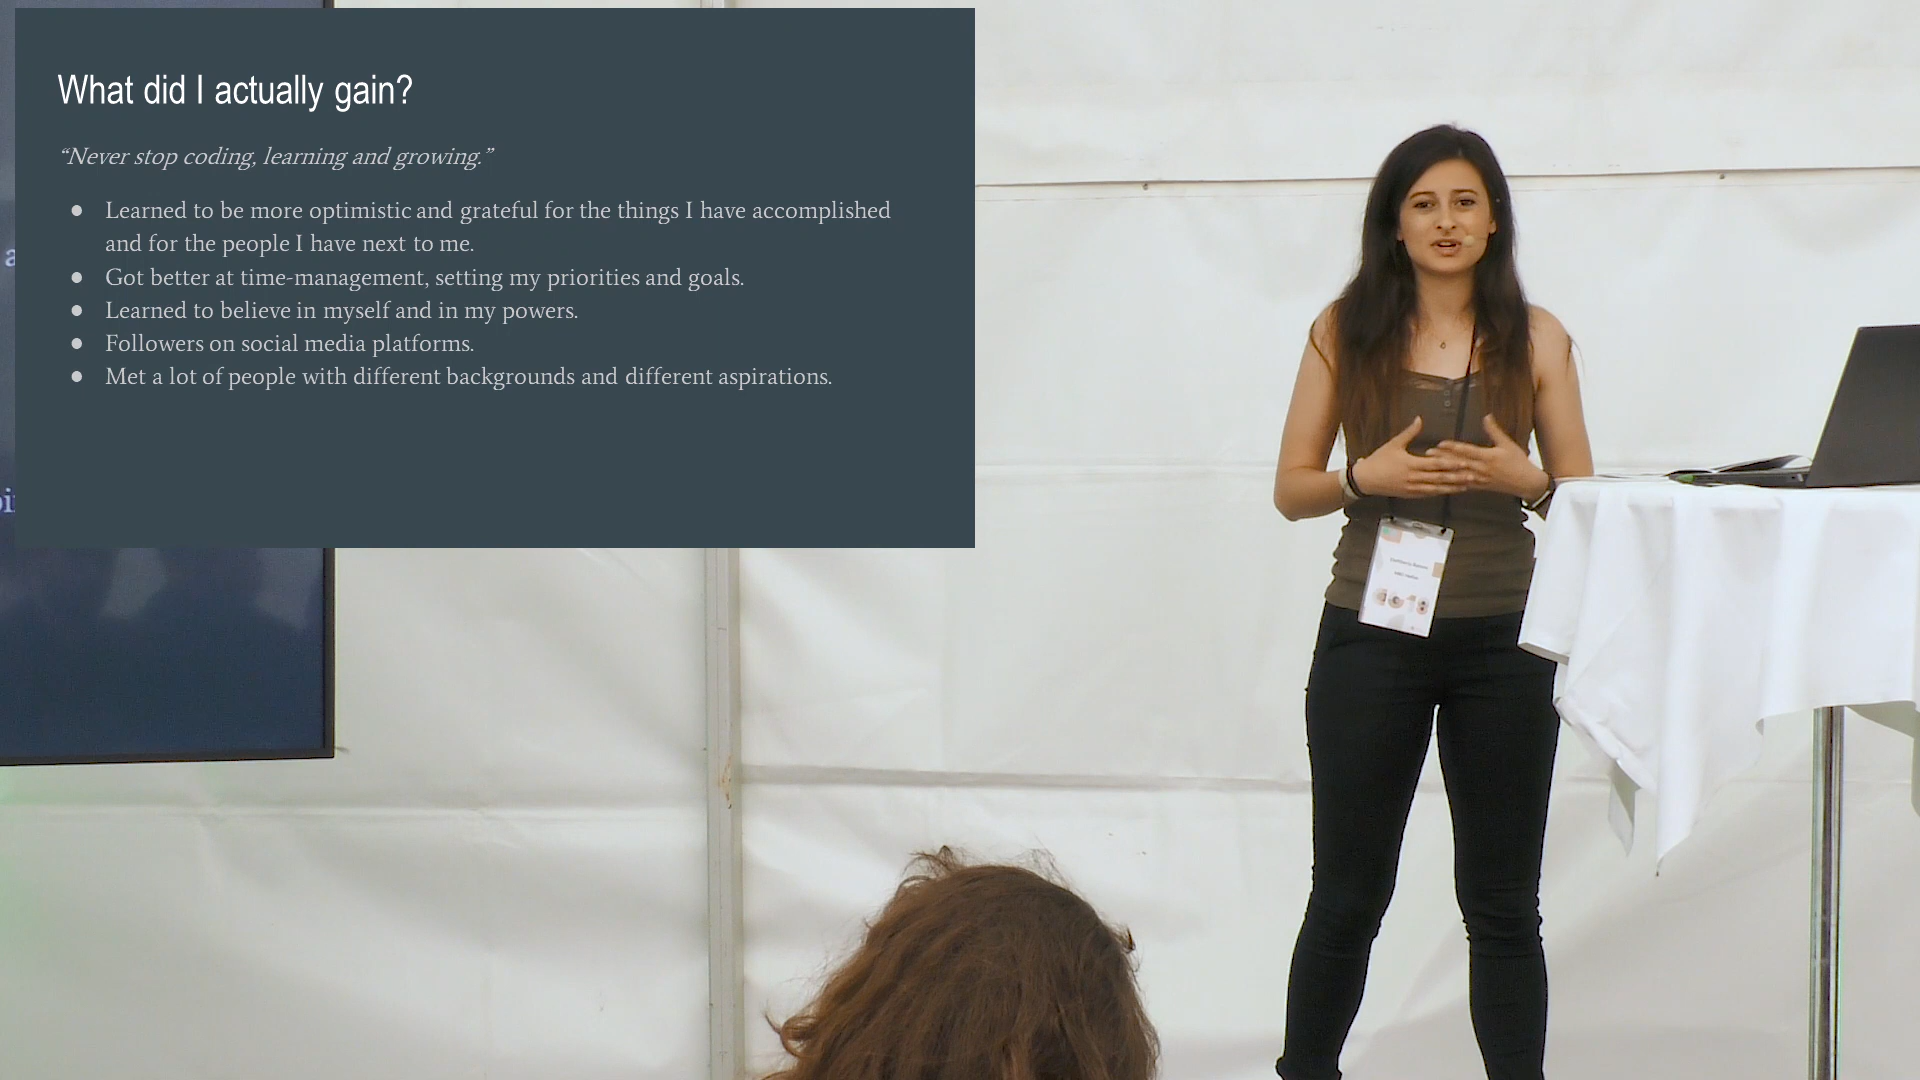 What did I actually gain?
“Never stop coding, learning and growing.”
● Learned to be more optimistic and grateful for the things I have accomplished
and for the people I have next to me.
● Got better at time-management, setting my priorities and goals.
● Learned to believe in myself and in my powers.
● Followers on social media platforms.
● Met a lot of people with different backgrounds and different aspirations.